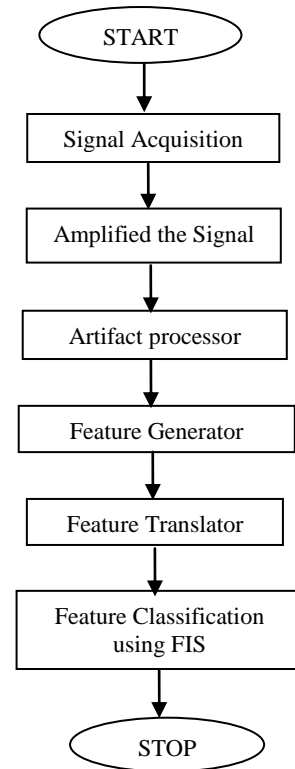 START
Signal Acquisition
Amplified the Signal
Artifact processor
Feature Generator
Feature Translator
Feature Classification
using FIS
STOP